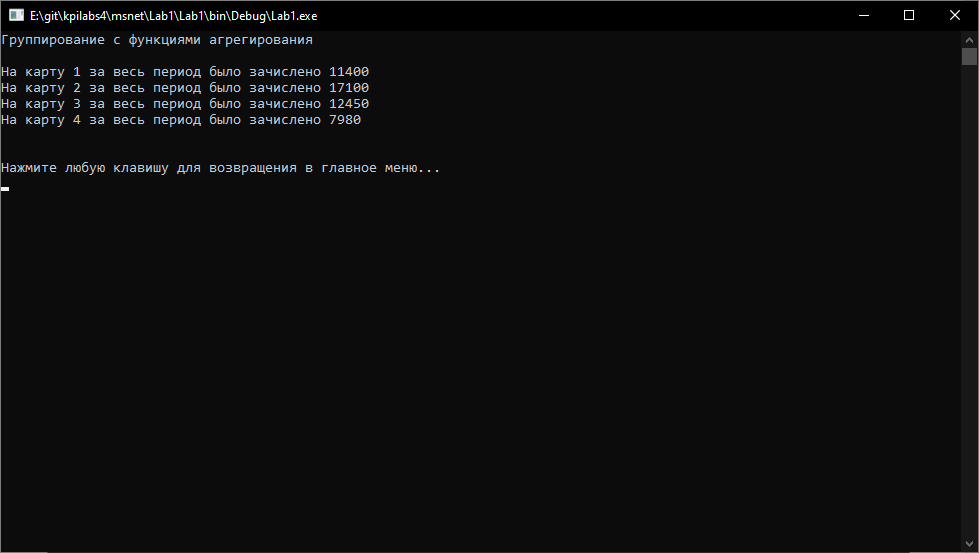 E:\git\kpilabs4\msnet\Lab1\Lab1\bin\Debug\Lab1.exe
Группирование с функциями агрегирования
На карту 1 за весь период было зачислено 11400
На карту 2 за весь период было зачислено 17100
На карту 3 за весь период было зачислено 12450
На карту 4 за весь период было зачислено 7980
Нажмите любую клавишу для возвращения в главное меню...